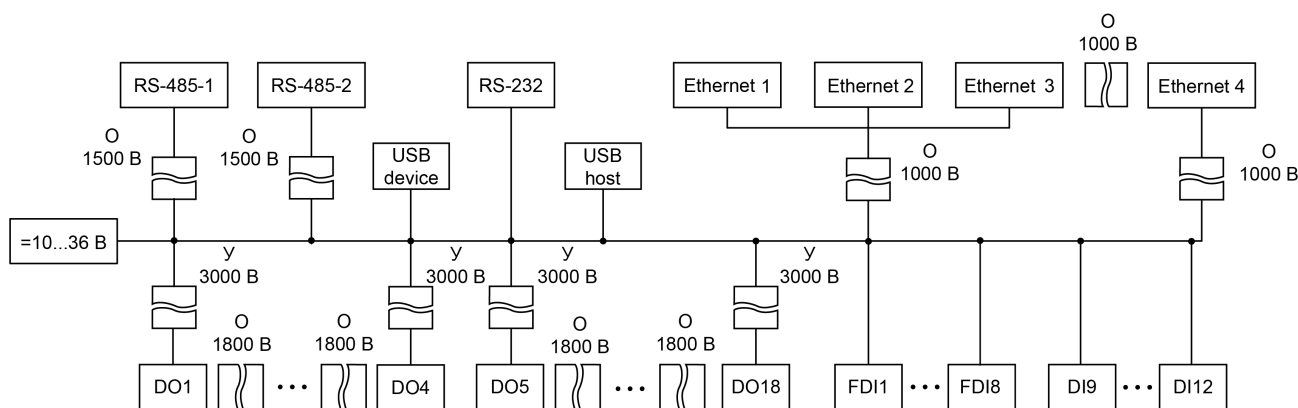 О
1000 В
RS-485-1
RS-485-2
RS-232
Ethernet 1
Ethernet 2
Ethernet 3
Ethernet 4
О
1500 В
О
1500 В
USB
device
USB
host
О
1000 В
О
1000 В
=10...36 В
У
3000 В
У
3000 В
У
3000 В
У
3000 В
О
1800 В
О
1800 В
О
1800 В
О
1800 В
DO1
...
DO4
DO5
...
DO18
FDI1
...
FDI8
DI9
...
DI12